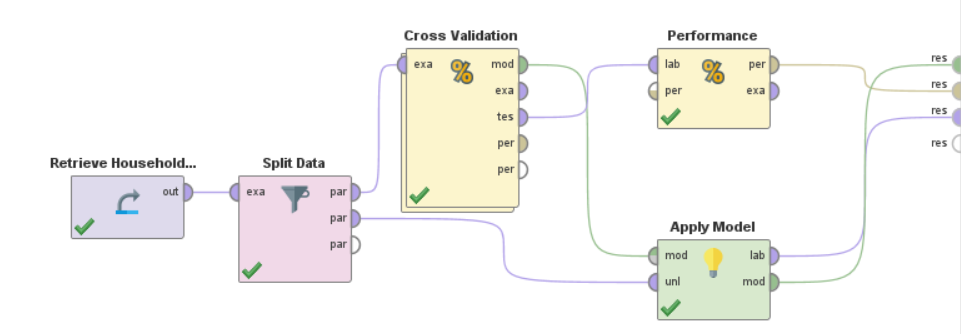 Cross Validation
exa mod
exa
tes
per
per
Performance
lab per
per exa
res
res
res
res
Retrieve Household...
out
Split Data
exa par
par
par
Apply Model
mod lab
unl mod